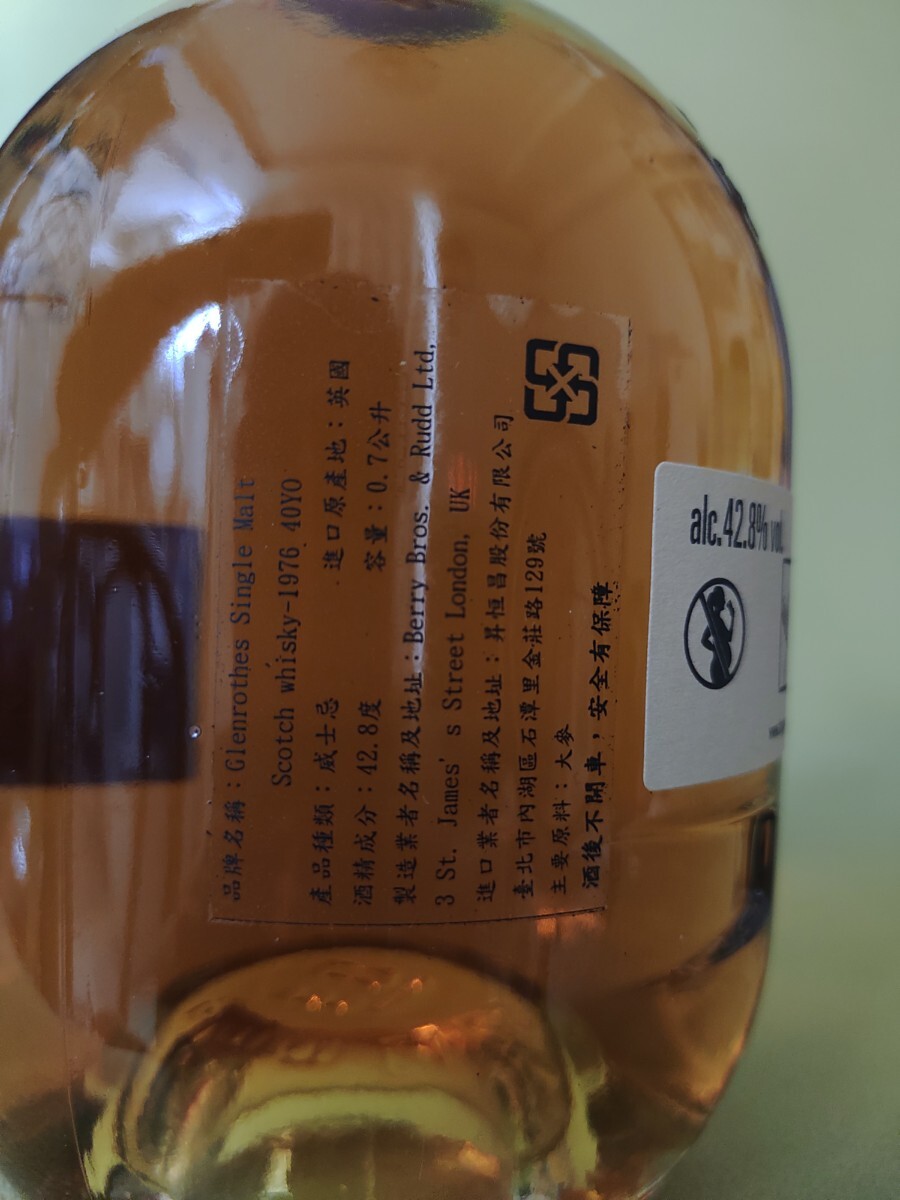 品牌名稱：Glenrothes Single Malt
Scotch whisky-1976 40YO
產品種類：威士忌 進口原產地：英國
酒精成分：42.8度 容量：0.7公升
製造業者名稱及地址：Berry Bros. & Rudd Ltd,
3 St. James' s Street London, UK
進口業者名稱及地址：昇恒昌股份有限公司
臺北市內湖區石潭里金莊路129號
主要原料：大麥
酒後不開車，安全有保障
alc.42.8% vol.